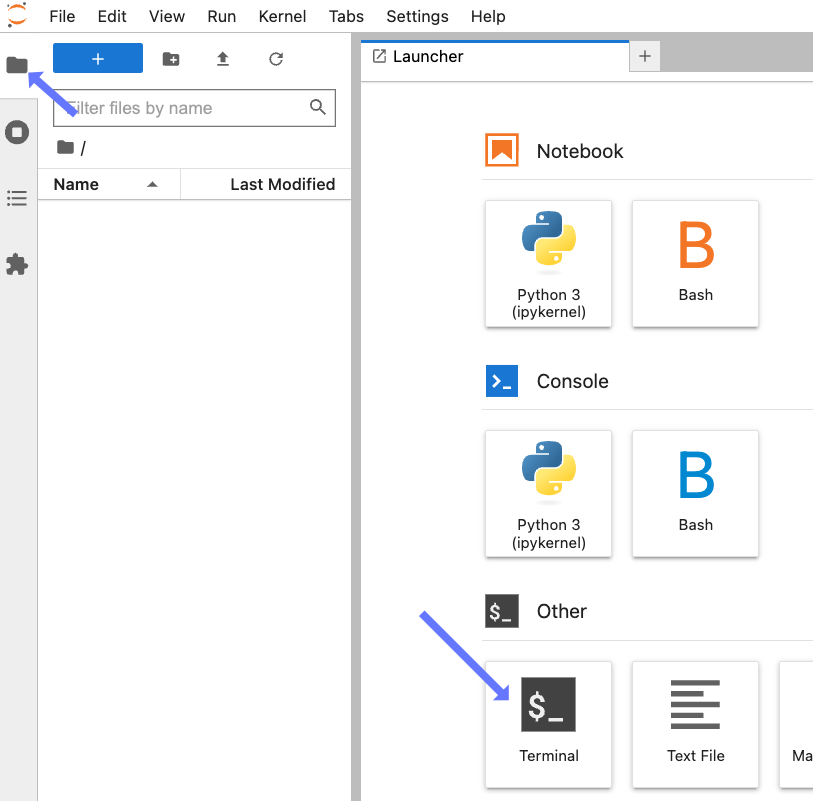 File Edit View Run Kernel Tabs Settings Help
+
Filter files by name
/
Name Last Modified
Launcher +
Notebook
Python 3
(ipykernel)
B
Bash
Console
Python 3
(ipykernel)
B
Bash
$_ Other
$_
Terminal
Text File
Ma